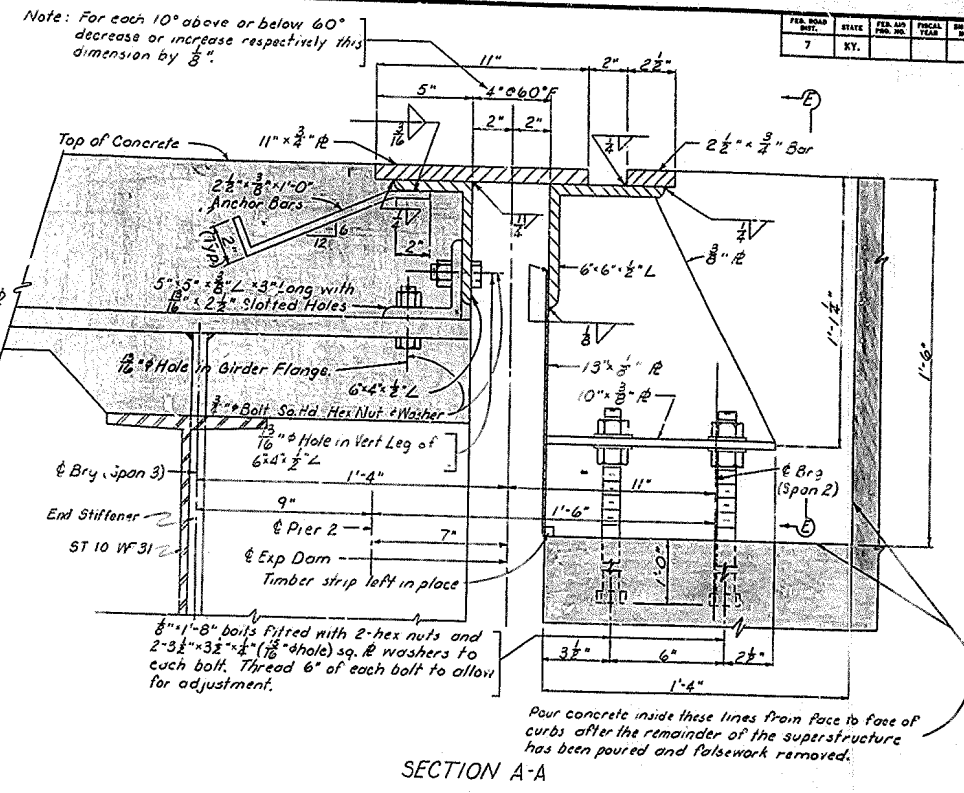 Note: For each 10° above or below 60°
decrease or increase respectively this
dimension by 1/8".
FED. ROAD DIST.
STATE
FED. AID PRO. NO.
FISCAL YEAR
7
KY.
11"
2"
2 1/2"
5"
4" @ 60° F
E
2"
2"
3/16
1/4
Top of Concrete
11" x 3/4" ℞
2 1/2" x 3/4" Bar
2 1/2" x 3/8" x 1'-0"
Anchor Bars
6
12
1/4
1/4
1/4
2"
(TYP)
2"
3/8" ℞
5" x 5" x 3/8" L x 3" Long with
13/16" x 2 1/2" Slotted Holes
6" x 6" x 1/2" L
1'-1 1/2"
1'-6"
1/8
13/16" ϕ Hole in Girder Flange
13" x 1/8" ℞
6" x 4" x 1/2" L
10" x 3/8" ℞
3/4" ϕ Bolt Sq. Hd. Hex Nut & Washer
13/16" ϕ Hole in Vert Leg of
6" x 4" x 1/2" L
℄ Brg (Span 3)
1'-4"
11"
℄ Brg
(Span 2)
9"
1'-6"
End Stiffener
℄ Pier 2
7"
E
ST 10 WF 31
℄ Exp Dam
Timber strip left in place
1'-0"
1'-8" bolts fitted with 2-hex nuts and
2-3 1/2" x 3 1/2" x 1/4" (15/16" ϕ hole) sq. ℞ washers to
each bolt. Thread 6" of each bolt to allow
for adjustment.
3 1/2"
6"
2 1/2"
1'-4"
Pour concrete inside these lines from face to face of
curbs after the remainder of the superstructure
has been poured and falsework removed.
SECTION A-A